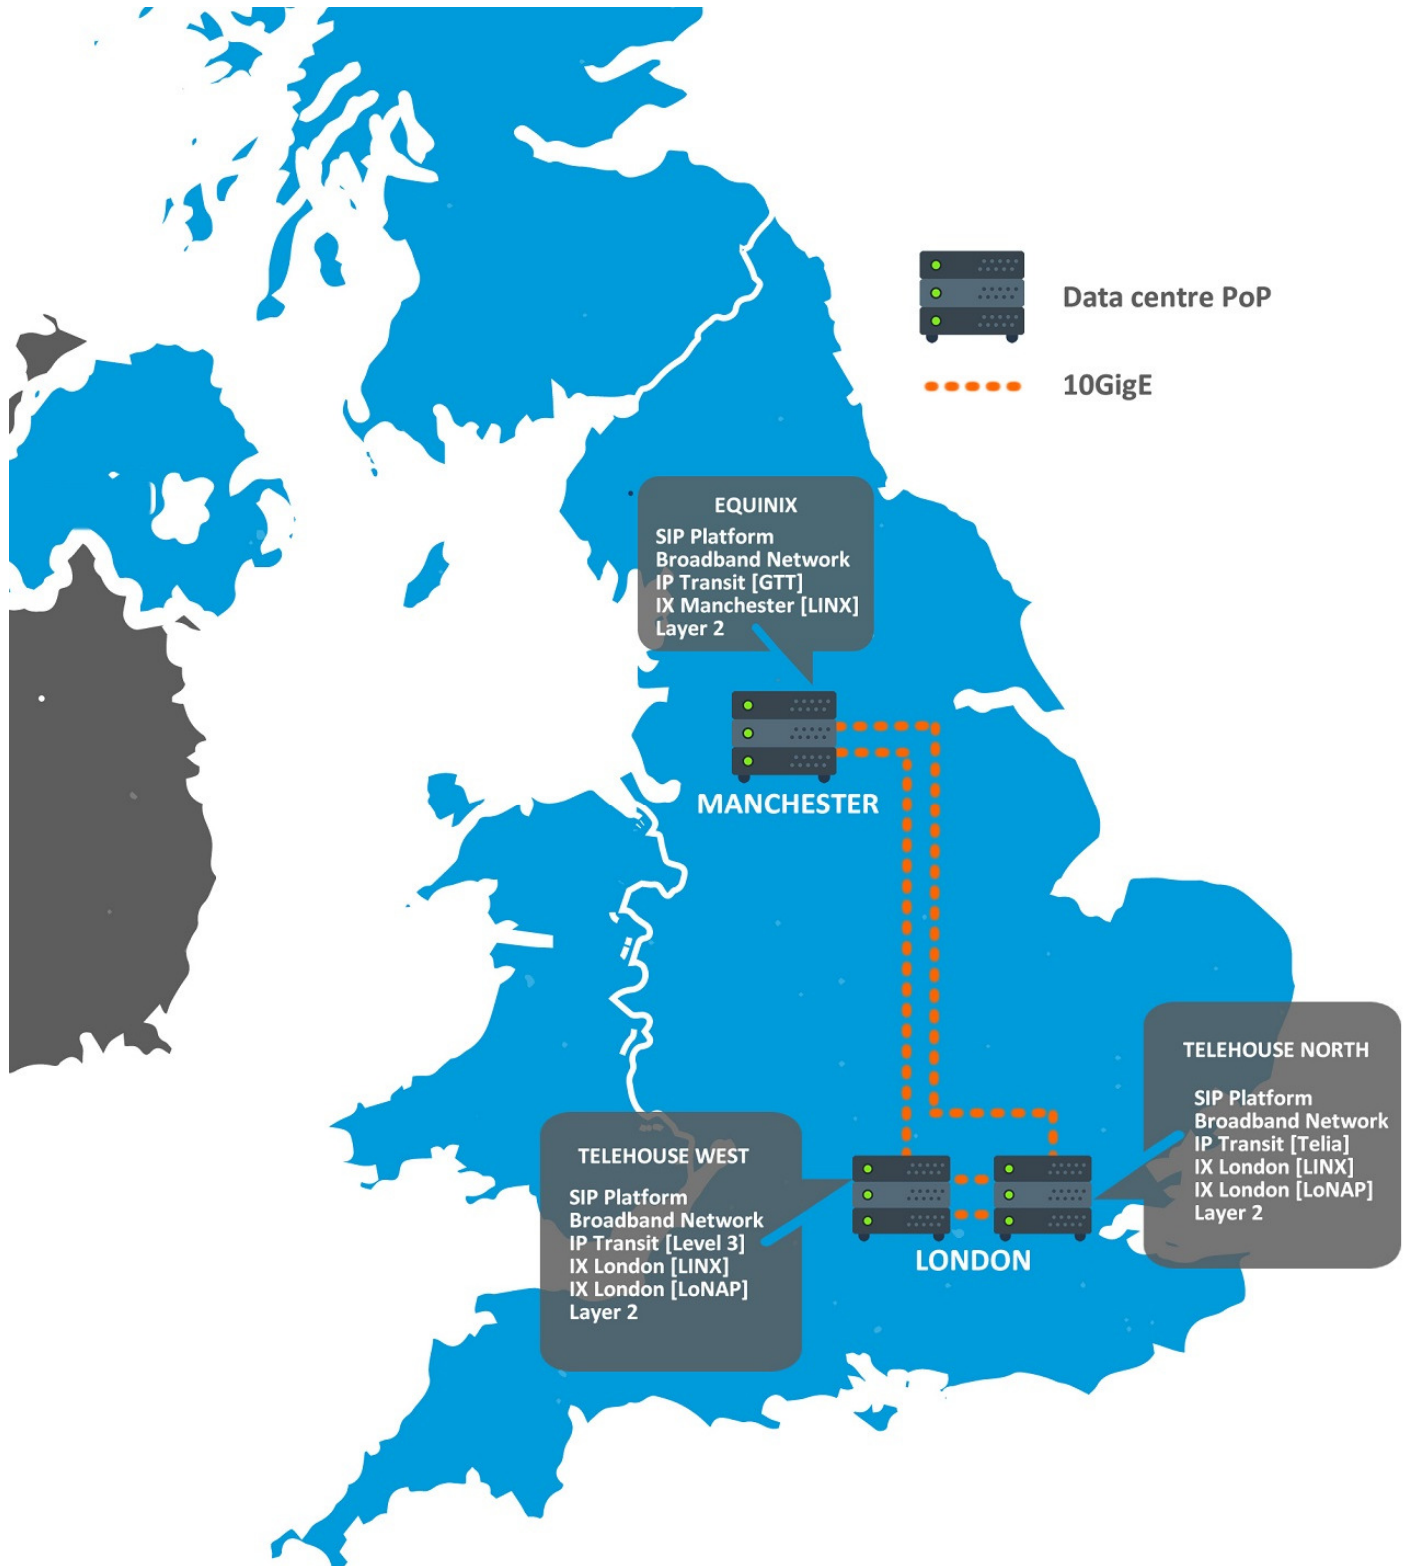 Data centre PoP
10GigE
EQUINIX
SIP Platform
Broadband Network
IP Transit [GTT]
IX Manchester [LINX]
Layer 2
MANCHESTER
TELEHOUSE NORTH
SIP Platform
Broadband Network
IP Transit [Telia]
IX London [LINX]
IX London [LoNAP]
Layer 2
TELEHOUSE WEST
SIP Platform
Broadband Network
IP Transit [Level 3]
IX London [LINX]
IX London [LoNAP]
Layer 2
LONDON